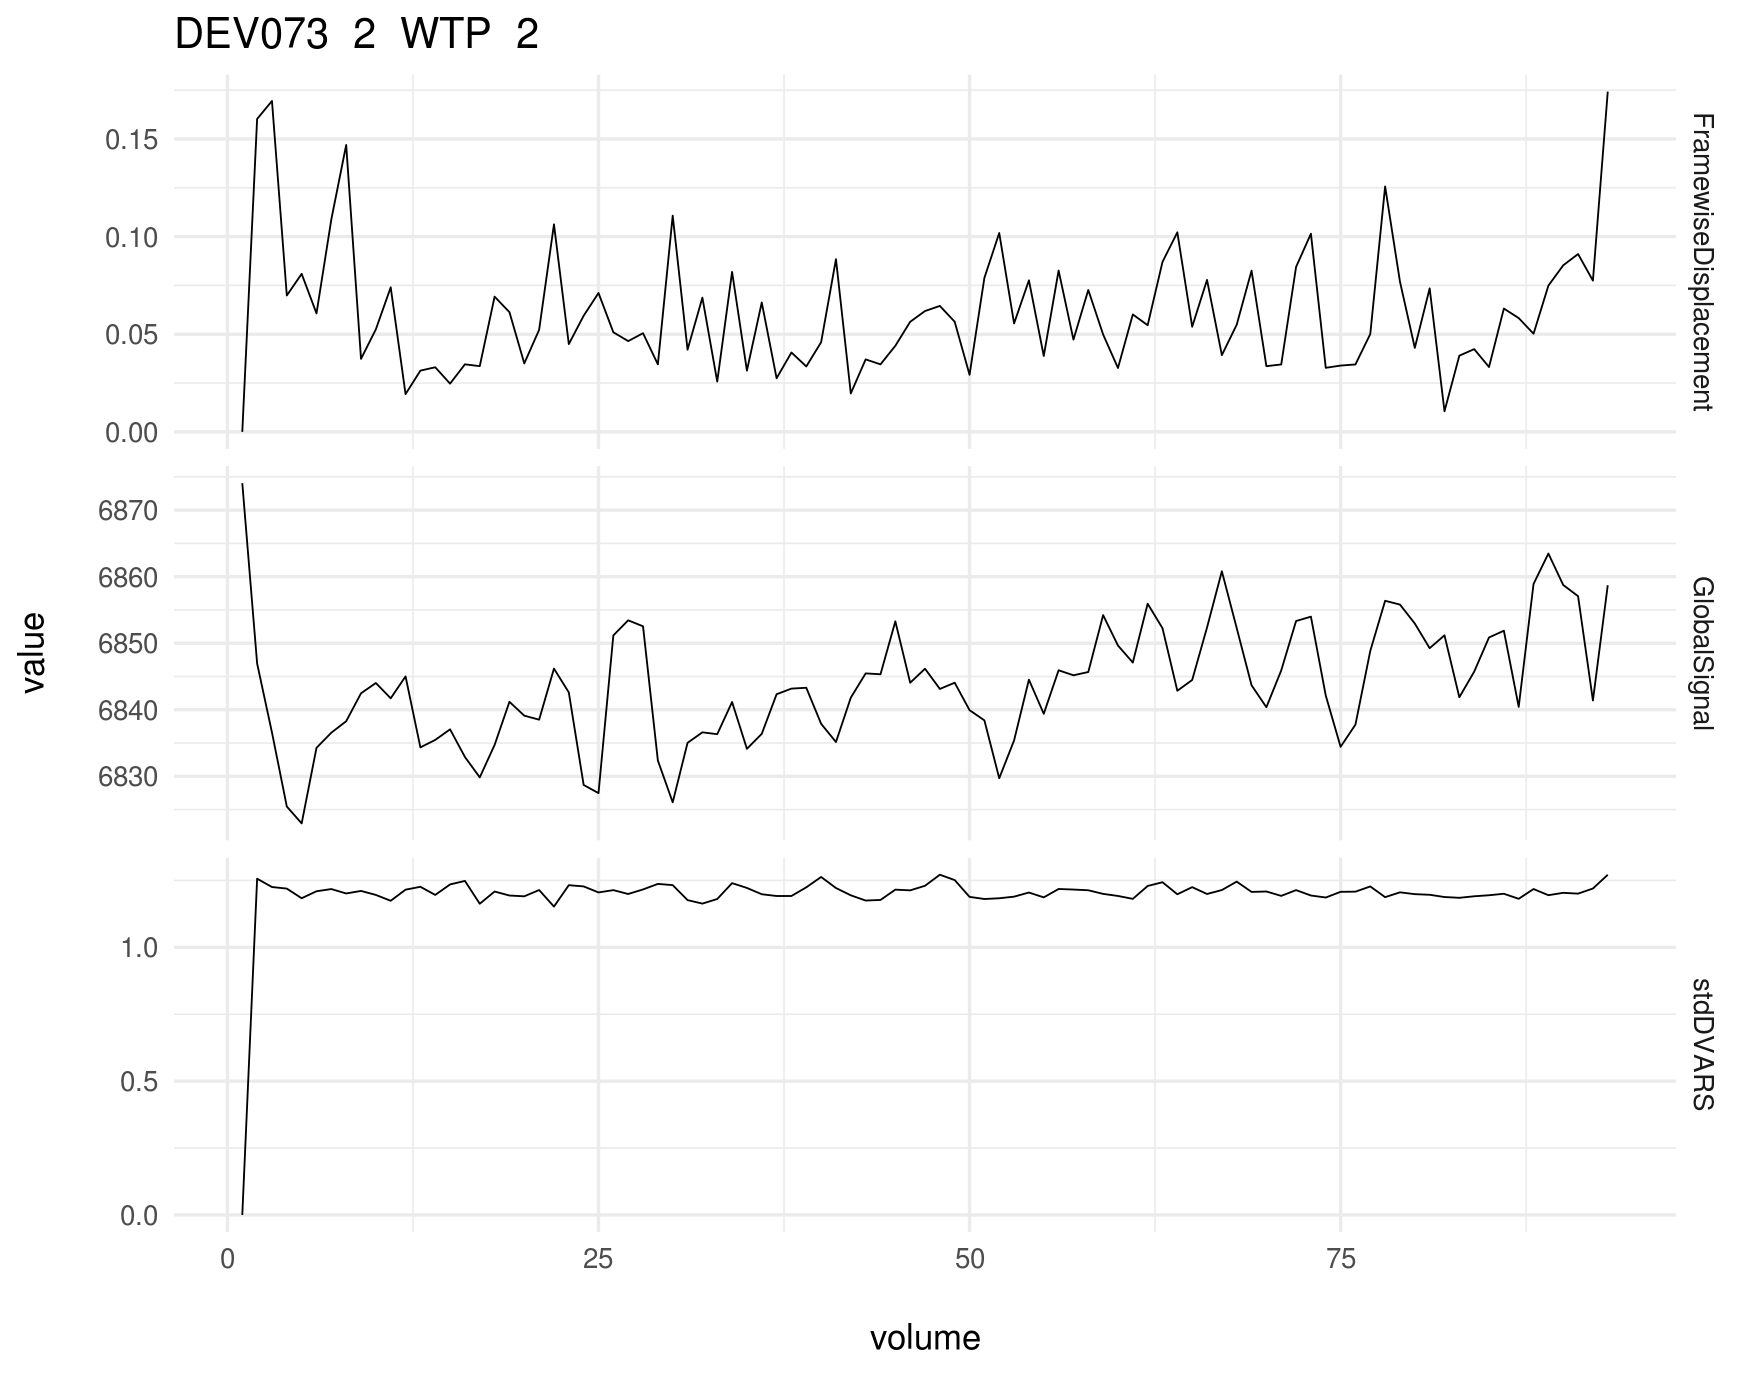 DEV073 2 WTP 2
0.15
0.10
0.05
0.00
FramewiseDisplacement
6870
6860
6850
6840
6830
GlobalSignal
1.0
0.5
0.0
stdDVARS
value
0 25 50 75
volume